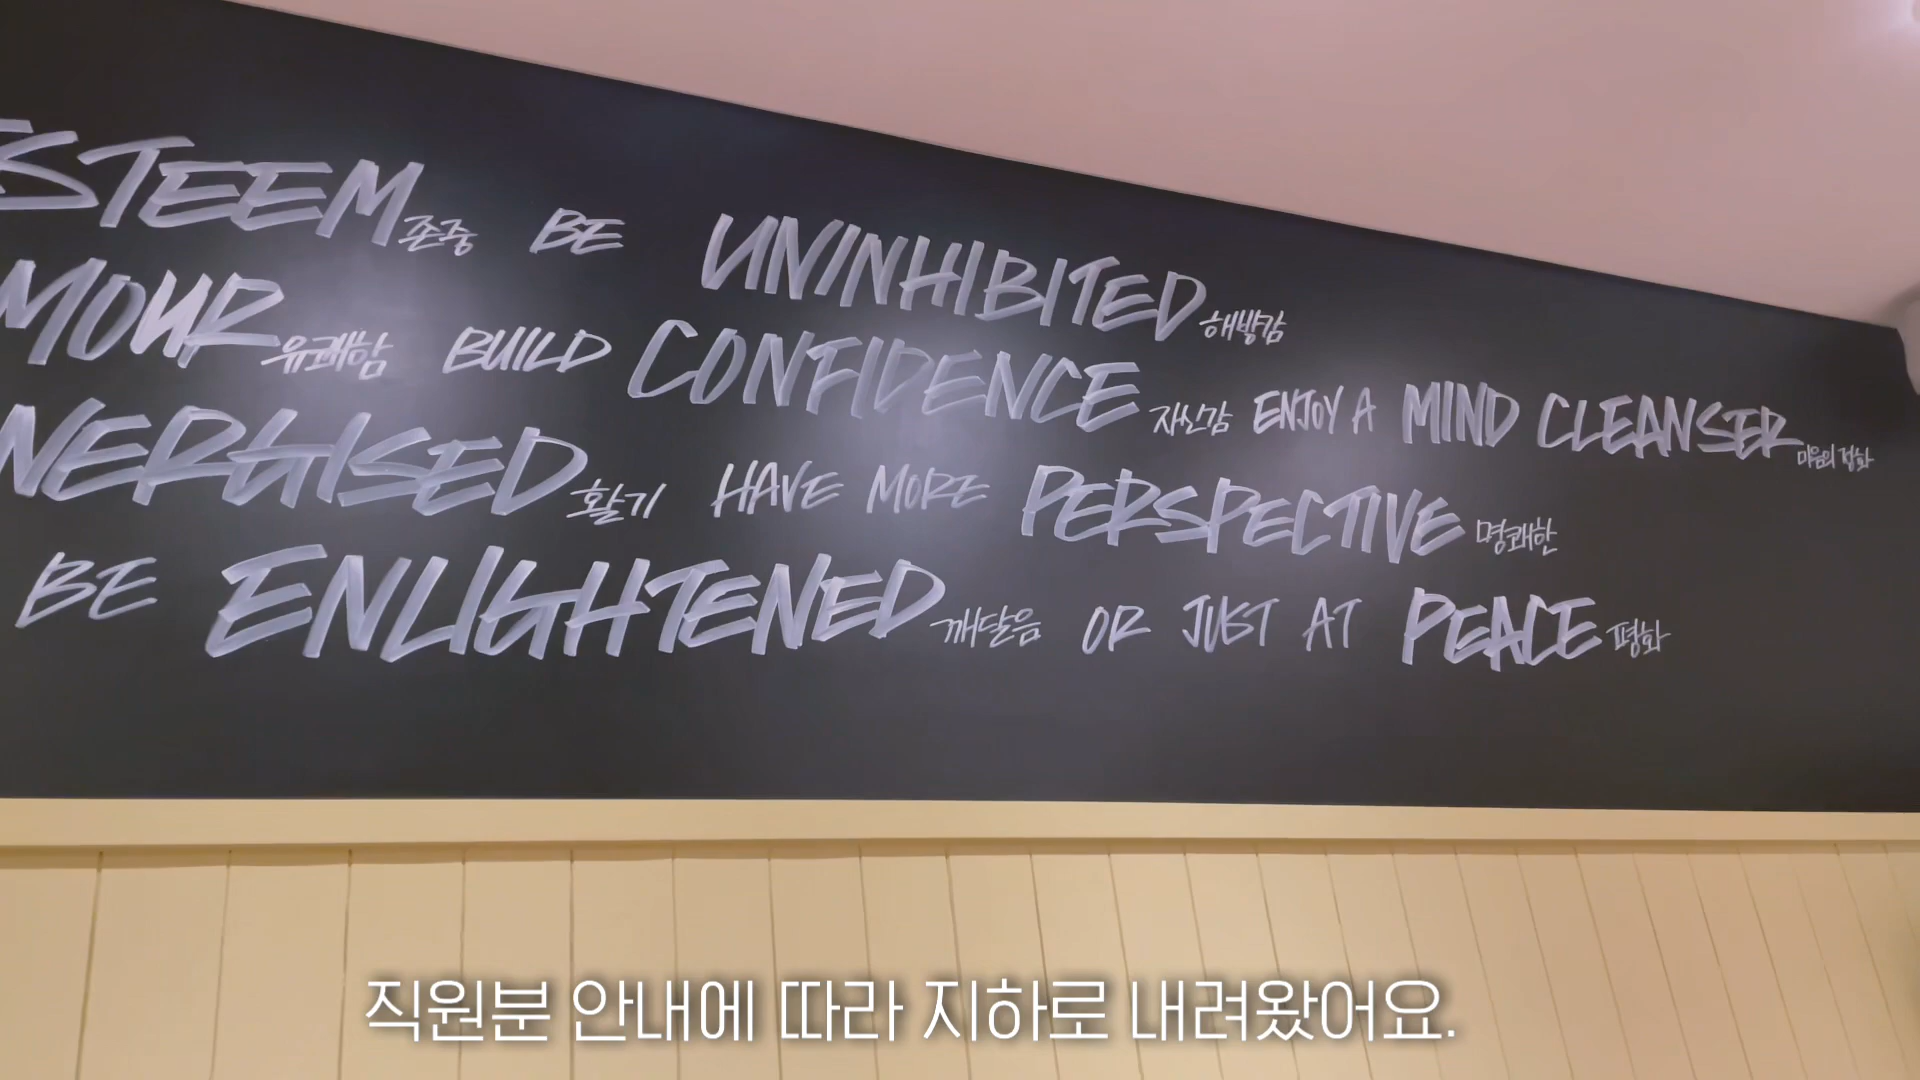 STEEM 존중 BE UNINHIBITED 해방감
MOUR 유쾌함 BUILD CONFIDENCE 자신감 ENJOY A MIND CLEANSER 마음의 정화
NERGISED 활기 HAVE MORE PERSPECTIVE 명쾌한
BE ENLIGHTENED 깨달음 OR JUST AT PEACE 평화
직원분 안내에 따라 지하로 내려왔어요.